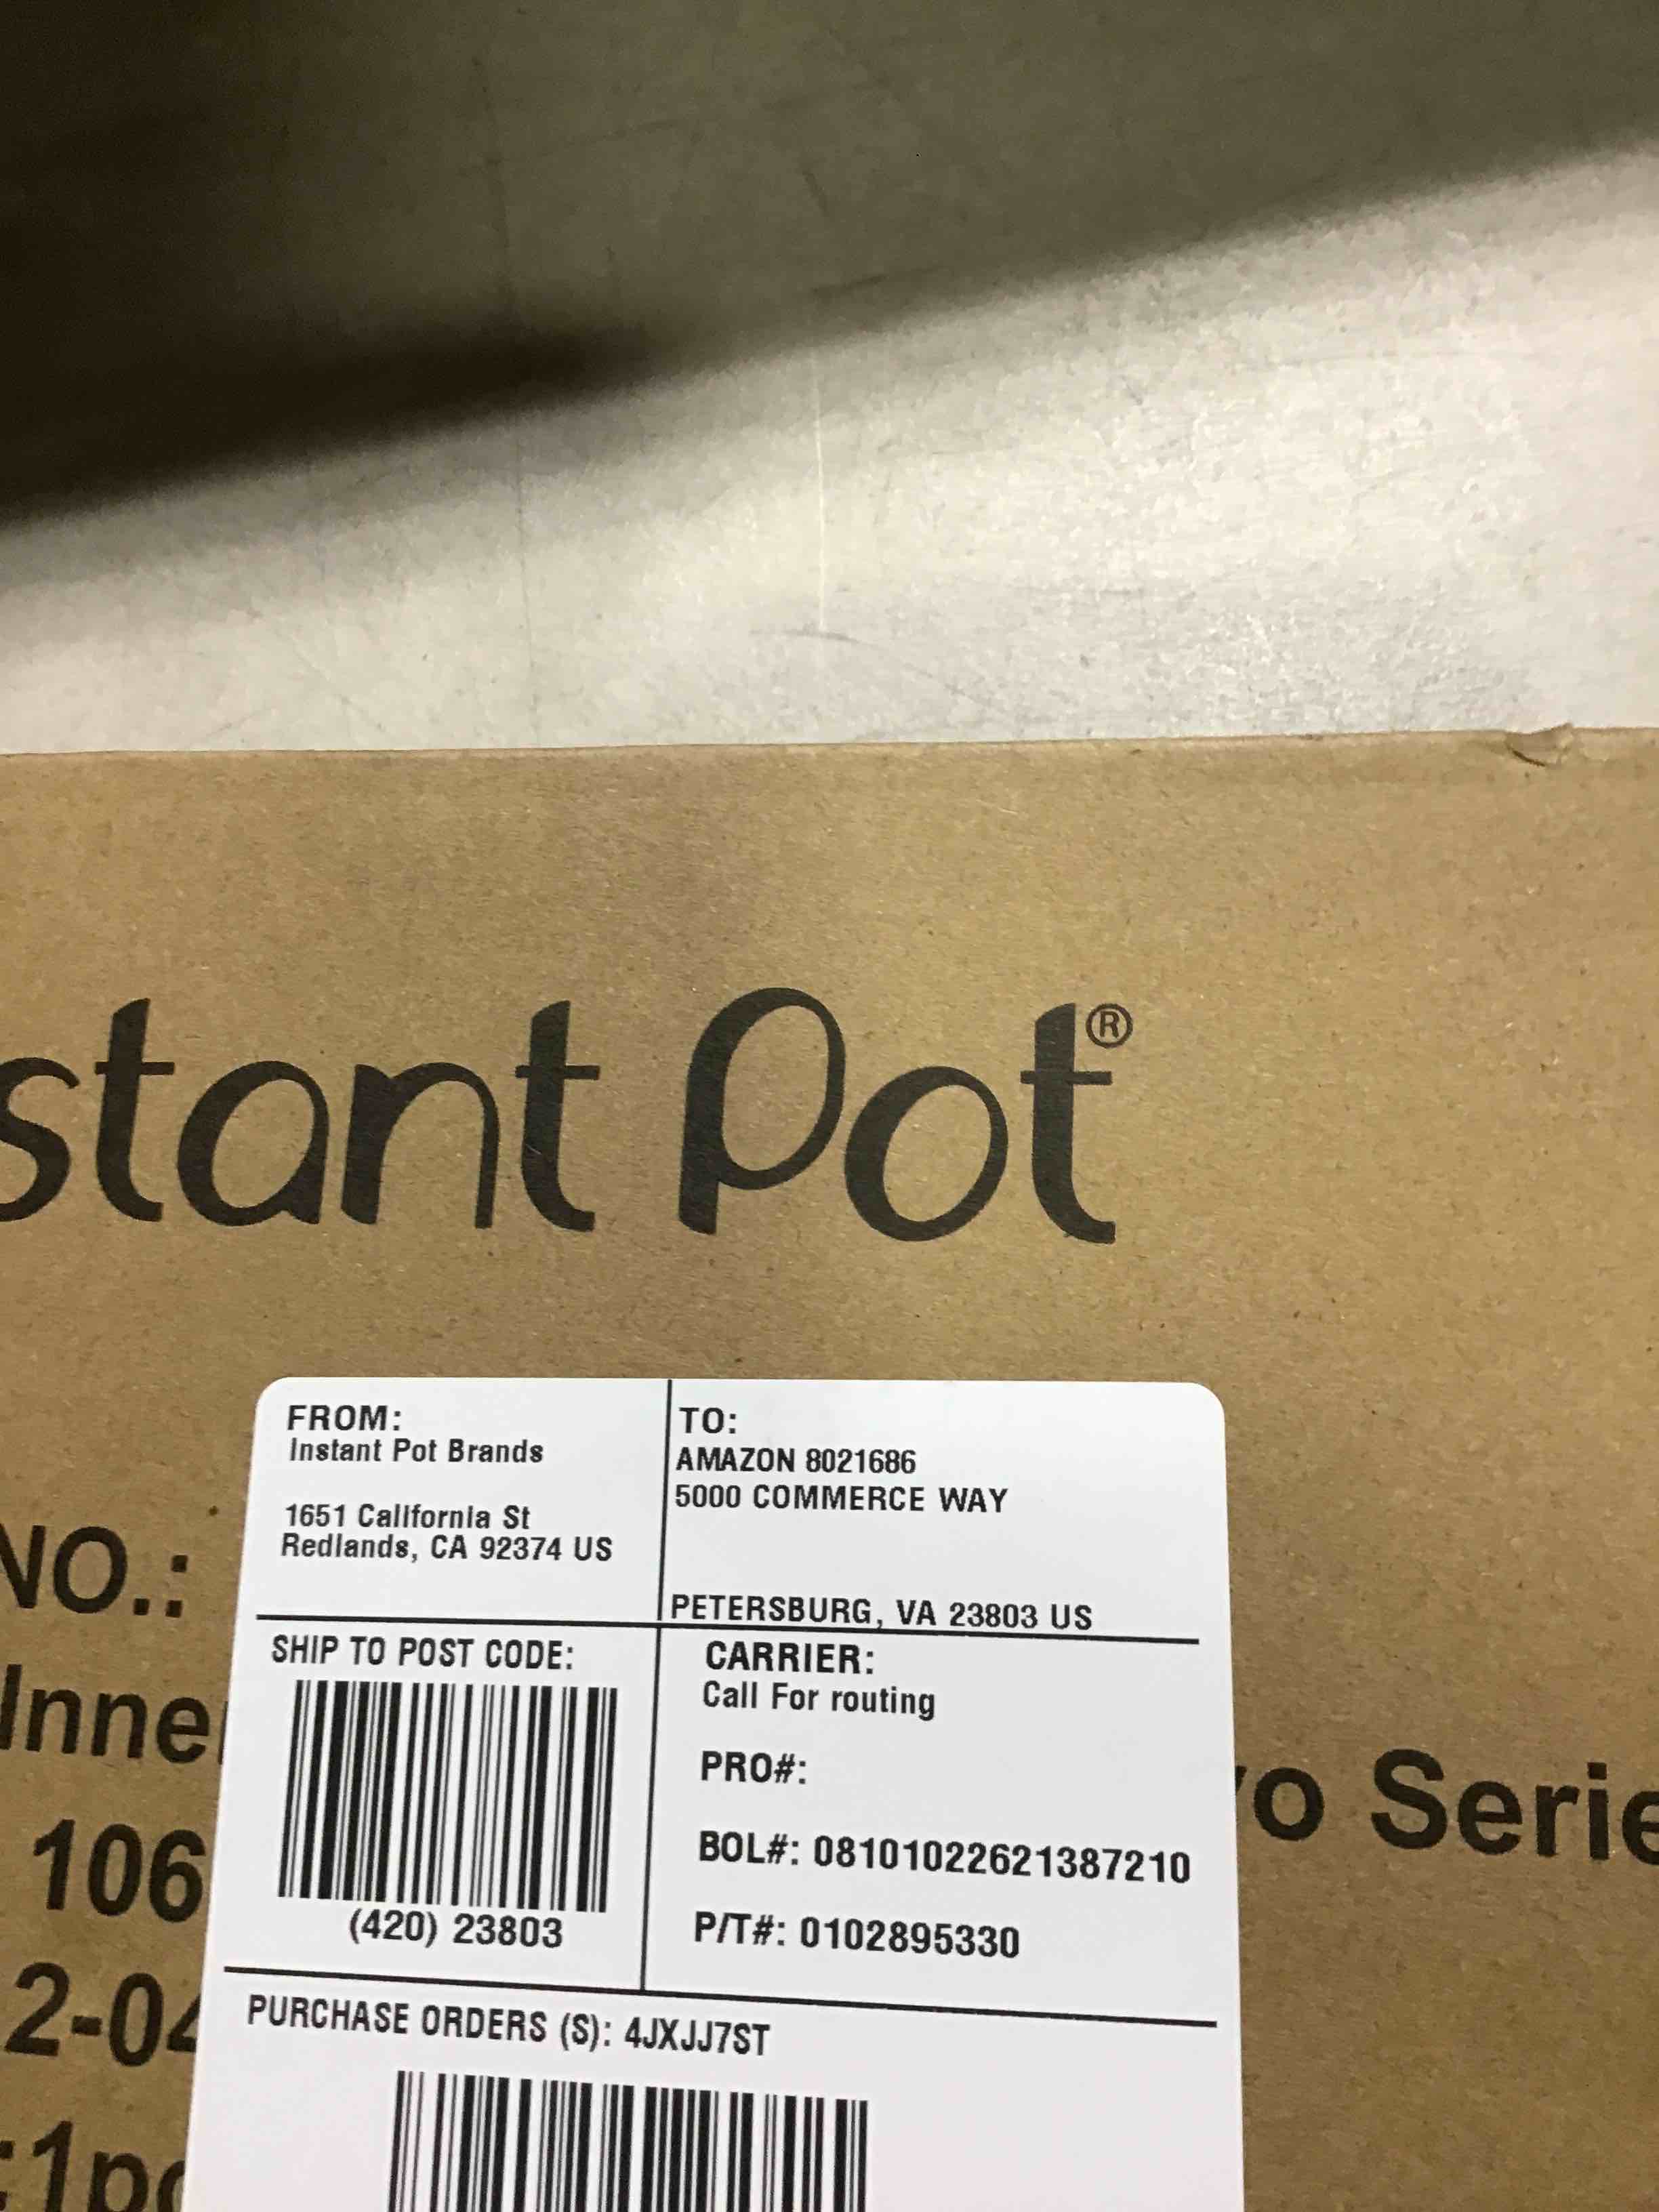 stant Pot®
FROM:
Instant Pot Brands
1651 California St
Redlands, CA 92374 US
TO:
AMAZON 8021686
5000 COMMERCE WAY
PETERSBURG, VA 23803 US
SHIP TO POST CODE:
(420) 23803
CARRIER:
Call For routing
PRO#:
BOL#: 08101022621387210
P/T#: 0102895330
PURCHASE ORDERS (S): 4JXJJ7ST
NO.:
Inne
o Serie
106
2-04
:1pc